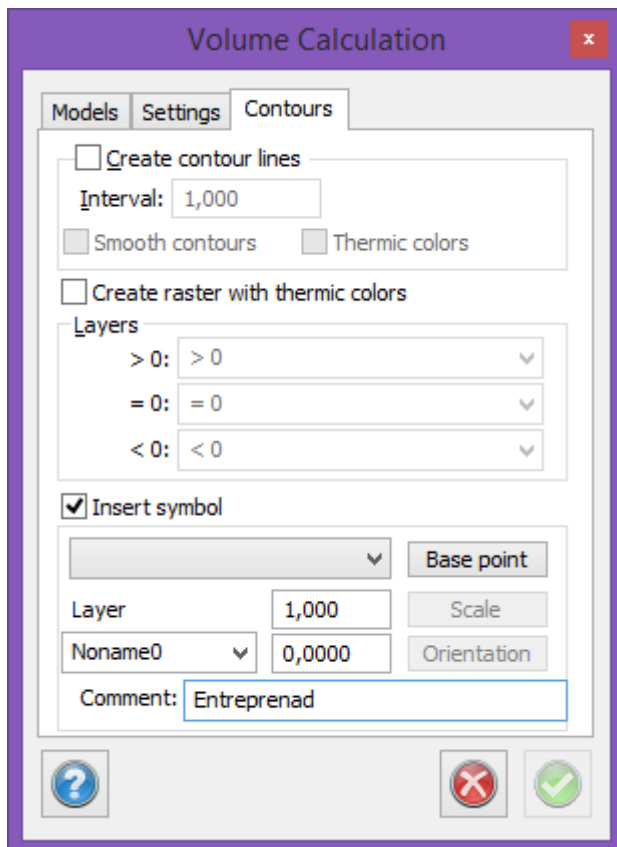 Volume Calculation
x
Models Settings Contours
Create contour lines
Interval: 1,000
Smooth contours Thermic colors
Create raster with thermic colors
Layers
> 0: > 0
= 0: = 0
< 0: < 0
Insert symbol
Base point
Layer 1,000 Scale
Noname0 0,0000 Orientation
Comment: Entreprenad
?